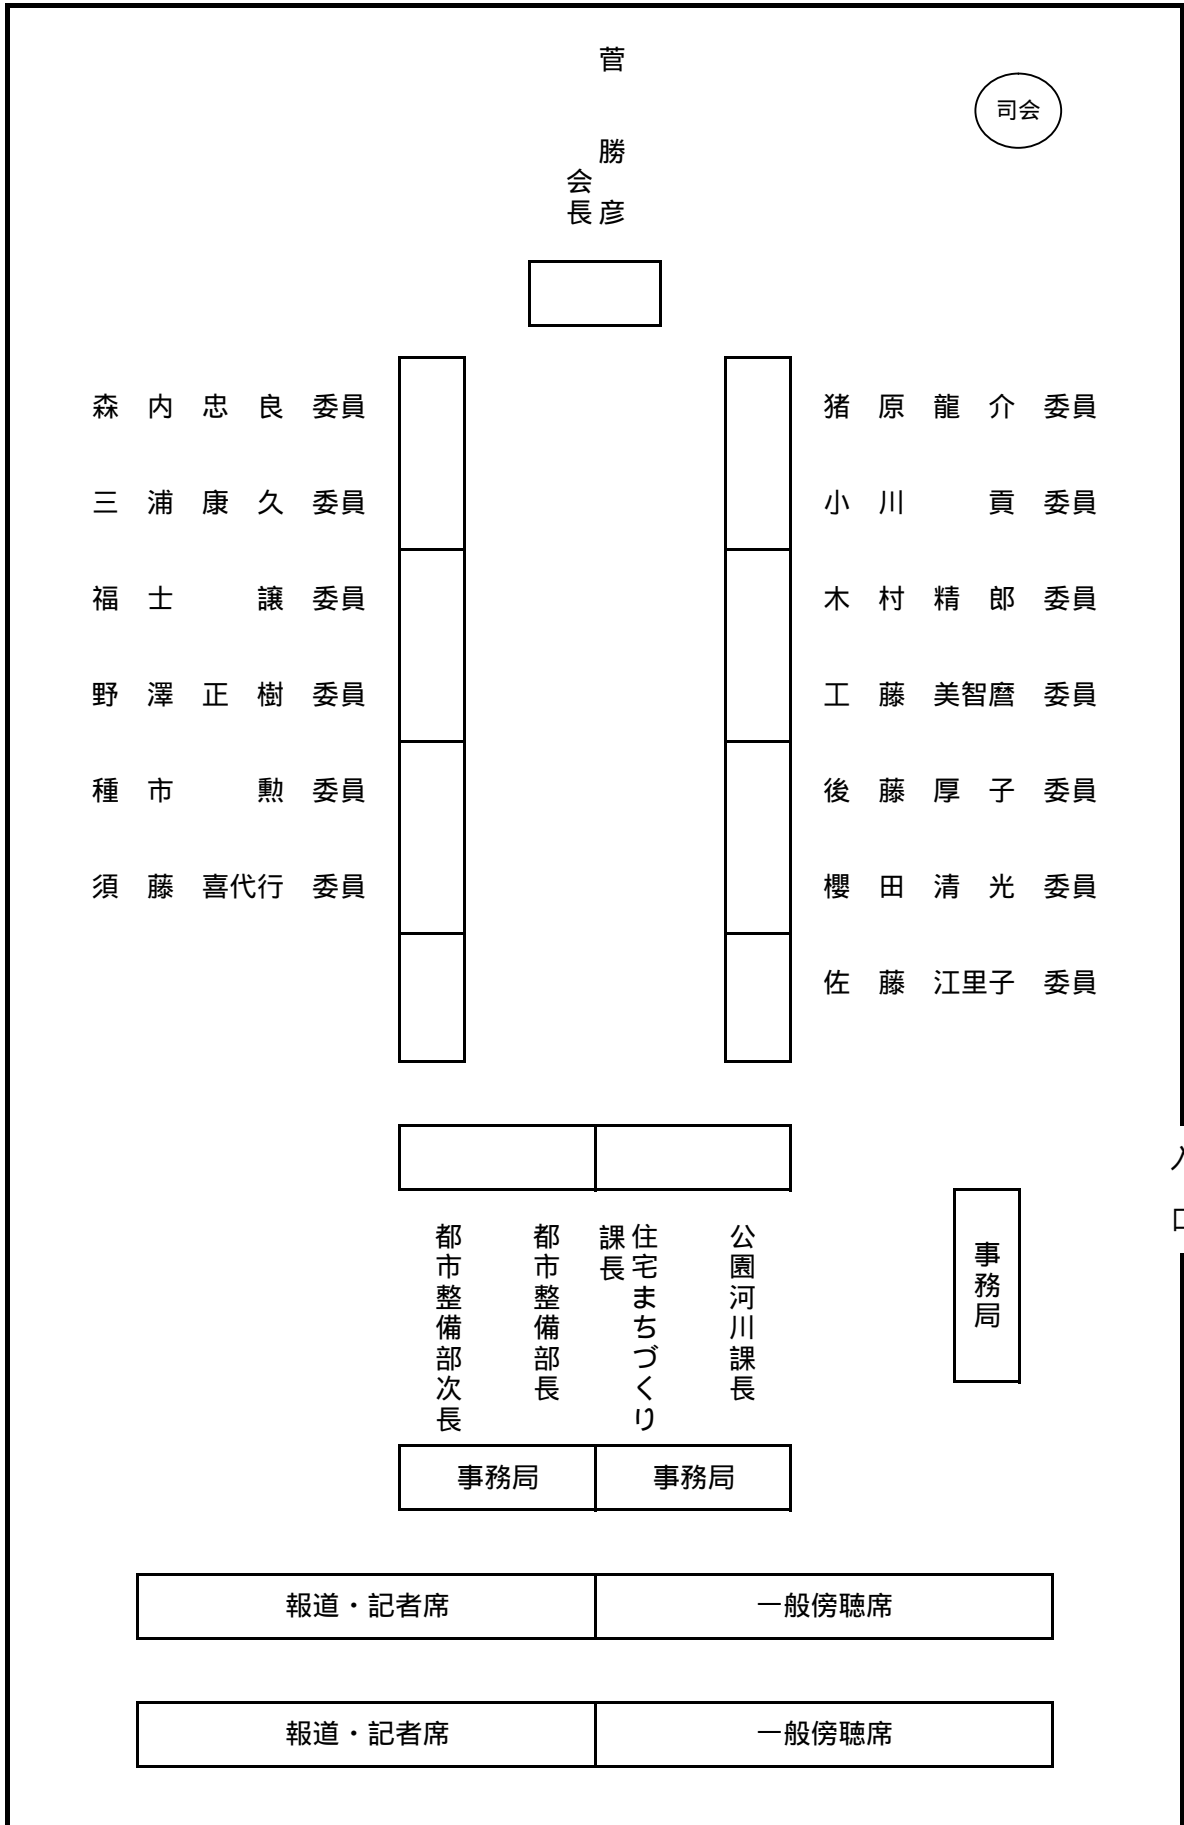 菅 勝 彦
会長
司会
森 内 忠 良 委員
三 浦 康 久 委員
福 士 譲 委員
野 澤 正 樹 委員
種 市 勲 委員
須 藤 喜代行 委員
猪 原 龍 介 委員
小 川 貢 委員
木 村 精 郎 委員
工 藤 美智麿 委員
後 藤 厚 子 委員
櫻 田 清 光 委員
佐 藤 江里子 委員
入口
都市整備部次長
都市整備部長
住宅まちづくり
課長
公園河川課長
事務局
事務局
事務局
報道・記者席
一般傍聴席
報道・記者席
一般傍聴席